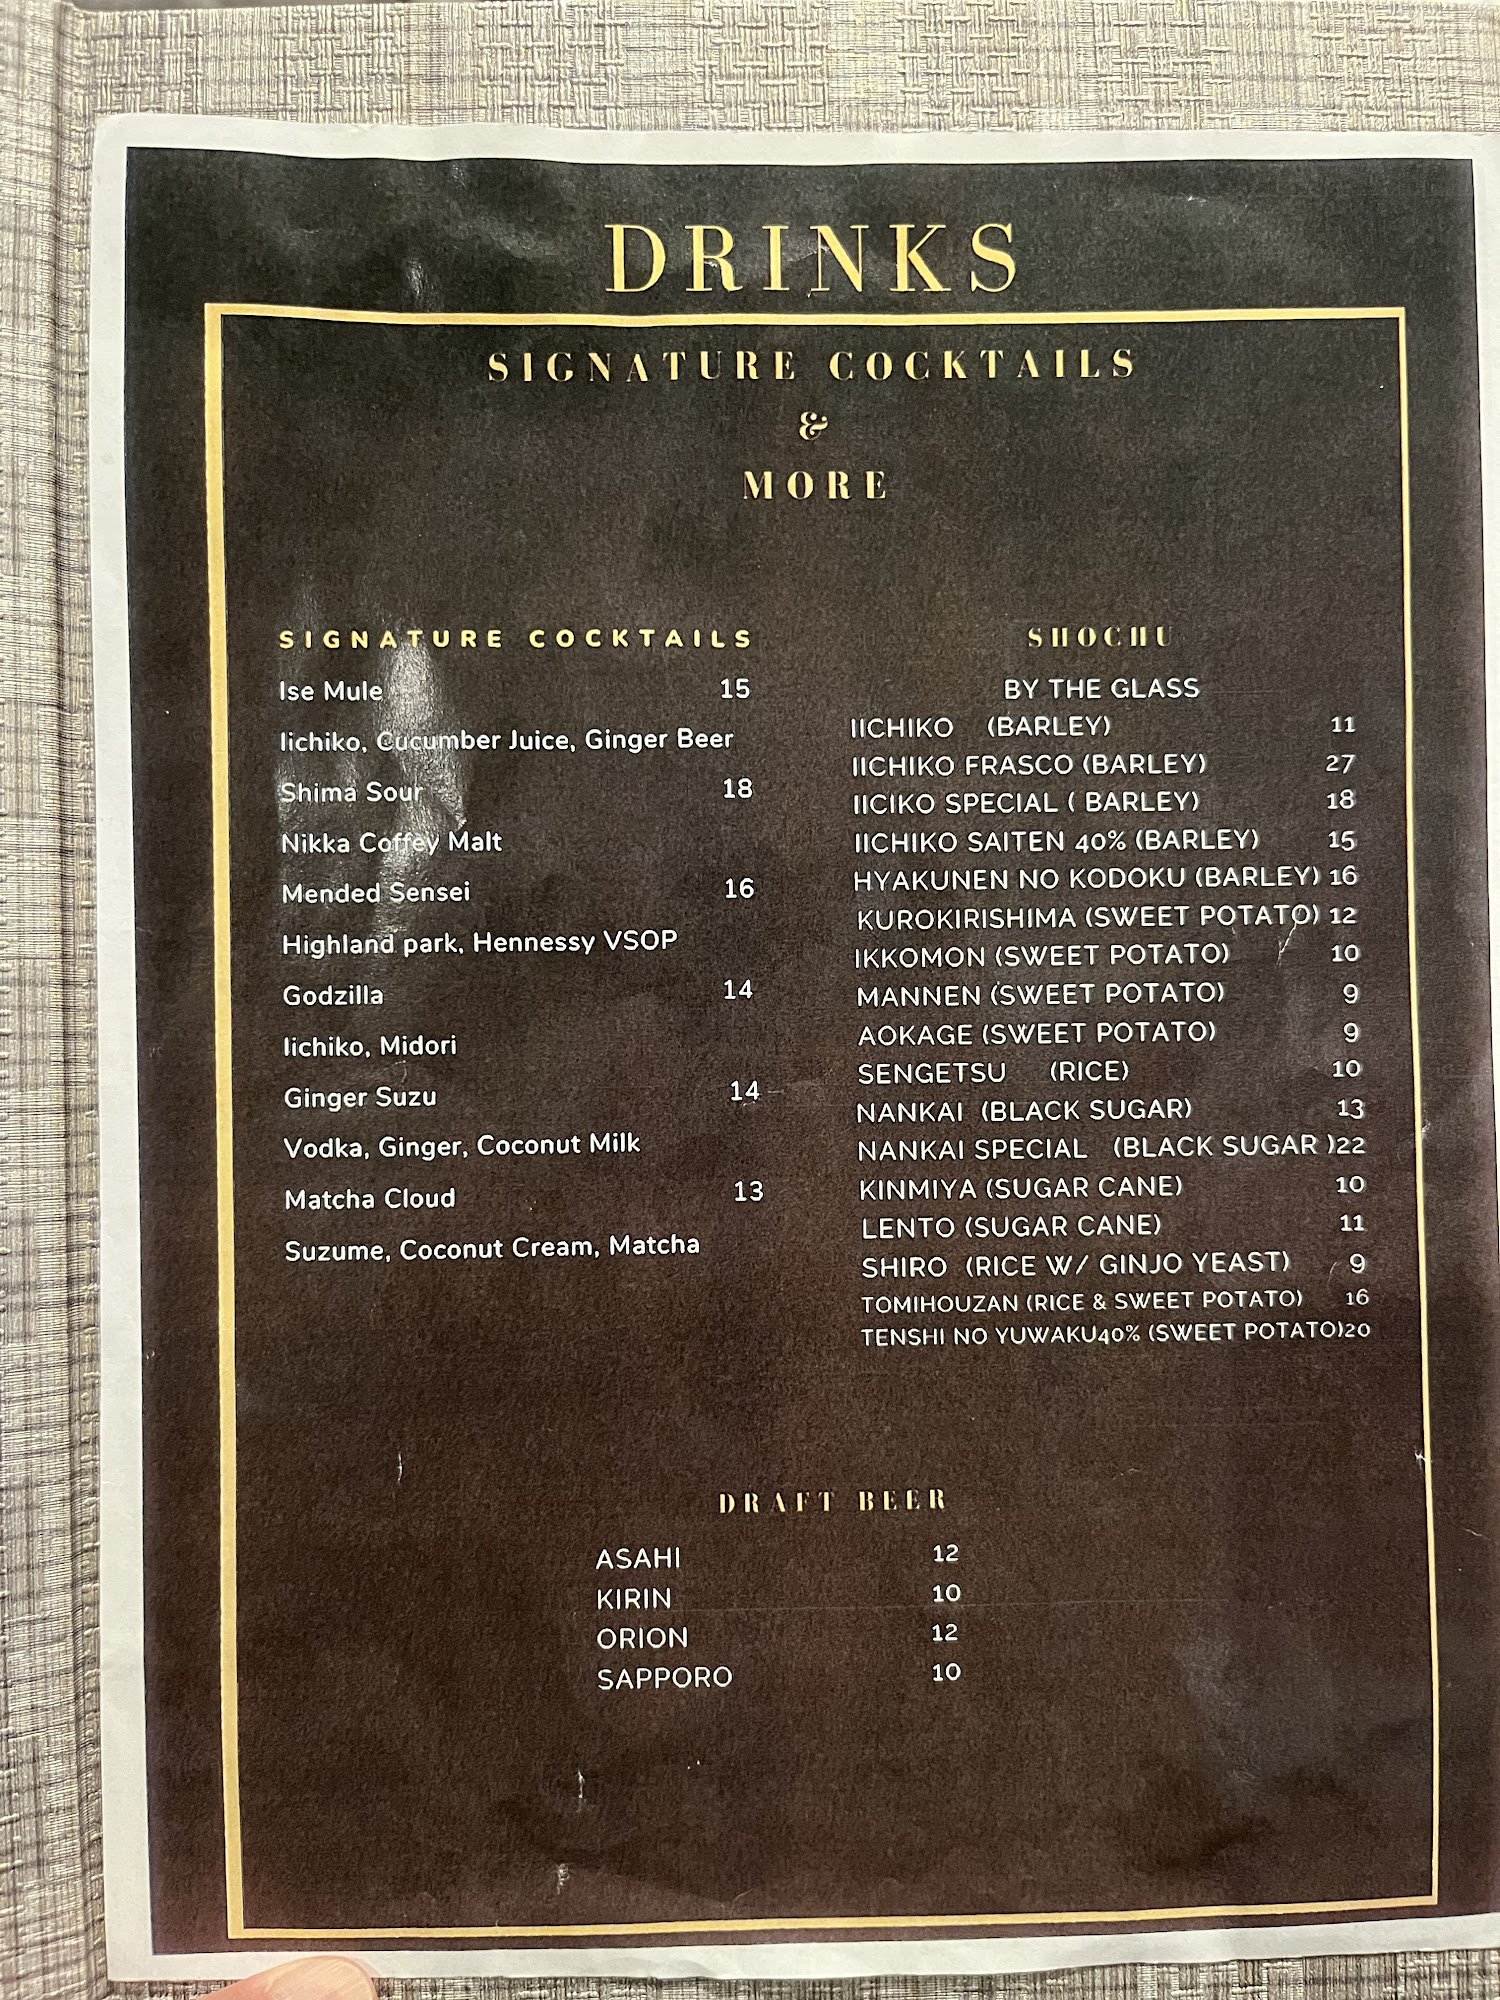 DRINKS
SIGNATURE COCKTAILS
&
MORE
SIGNATURE COCKTAILS
Ise Mule 15
Iichiko, Cucumber Juice, Ginger Beer
Shima Sour 18
Nikka Coffey Malt
Mended Sensei 16
Highland park, Hennessy VSOP
Godzilla 14
Iichiko, Midori
Ginger Suzu 14
Vodka, Ginger, Coconut Milk
Matcha Cloud 13
Suzume, Coconut Cream, Matcha
SHOCHU
BY THE GLASS
IICHIKO (BARLEY) 11
IICHIKO FRASCO (BARLEY) 27
IICIKO SPECIAL ( BARLEY) 18
IICHIKO SAITEN 40% (BARLEY) 15
HYAKUNEN NO KODOKU (BARLEY) 16
KUROKIRISHIMA (SWEET POTATO) 12
IKKOMON (SWEET POTATO) 10
MANNEN (SWEET POTATO) 9
AOKAGE (SWEET POTATO) 9
SENGETSU (RICE) 10
NANKAI (BLACK SUGAR) 13
NANKAI SPECIAL (BLACK SUGAR )22
KINMIYA (SUGAR CANE) 10
LENTO (SUGAR CANE) 11
SHIRO (RICE W/ GINJO YEAST) 9
TOMIHOUZAN (RICE & SWEET POTATO) 16
TENSHI NO YUWAKU40% (SWEET POTATO)20
DRAFT BEER
ASAHI 12
KIRIN 10
ORION 12
SAPPORO 10